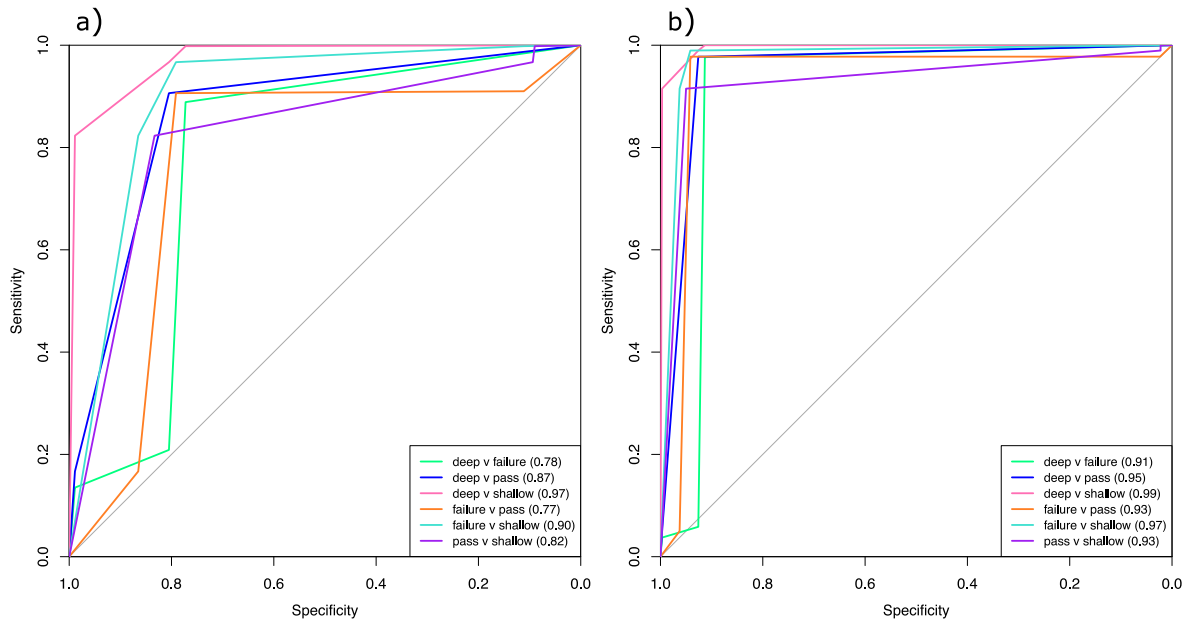 a)
1.0
0.8
0.6
0.4
0.2
0.0
Sensitivity
1.0 0.8 0.6 0.4 0.2 0.0
Specificity
deep v failure (0.78)
deep v pass (0.87)
deep v shallow (0.97)
failure v pass (0.77)
failure v shallow (0.90)
pass v shallow (0.82)
b)
1.0
0.8
0.6
0.4
0.2
0.0
Sensitivity
1.0 0.8 0.6 0.4 0.2 0.0
Specificity
deep v failure (0.91)
deep v pass (0.95)
deep v shallow (0.99)
failure v pass (0.93)
failure v shallow (0.97)
pass v shallow (0.93)